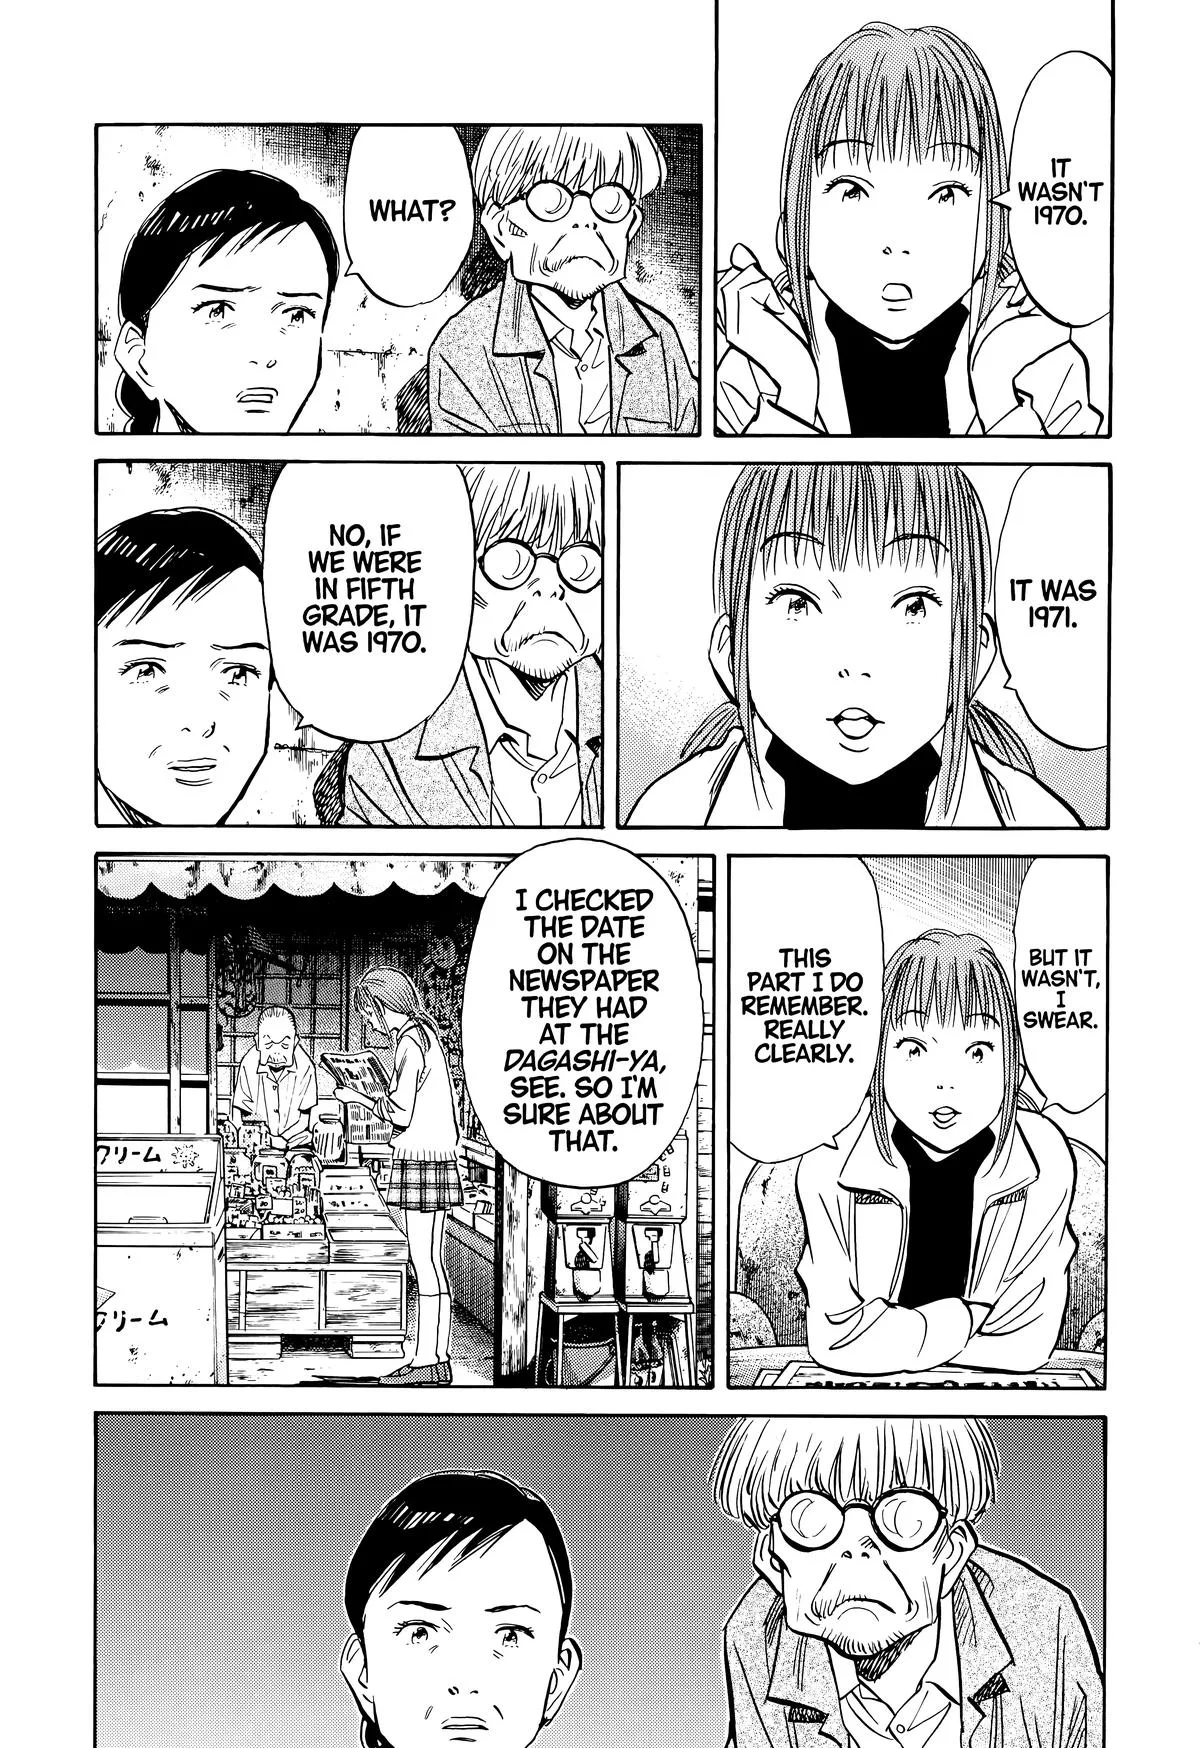 IT
WASN'T
1970.
WHAT?
IT WAS
1971.
NO, IF
WE WERE
IN FIFTH
GRADE, IT
WAS 1970.
BUT IT
WASN'T,
I
SWEAR.
THIS
PART I DO
REMEMBER.
REALLY
CLEARLY.
I CHECKED
THE DATE
ON THE
NEWSPAPER
THEY HAD
AT THE
DAGASHI-YA,
SEE. SO I'M
SURE ABOUT
THAT.
クリーム
クリーム